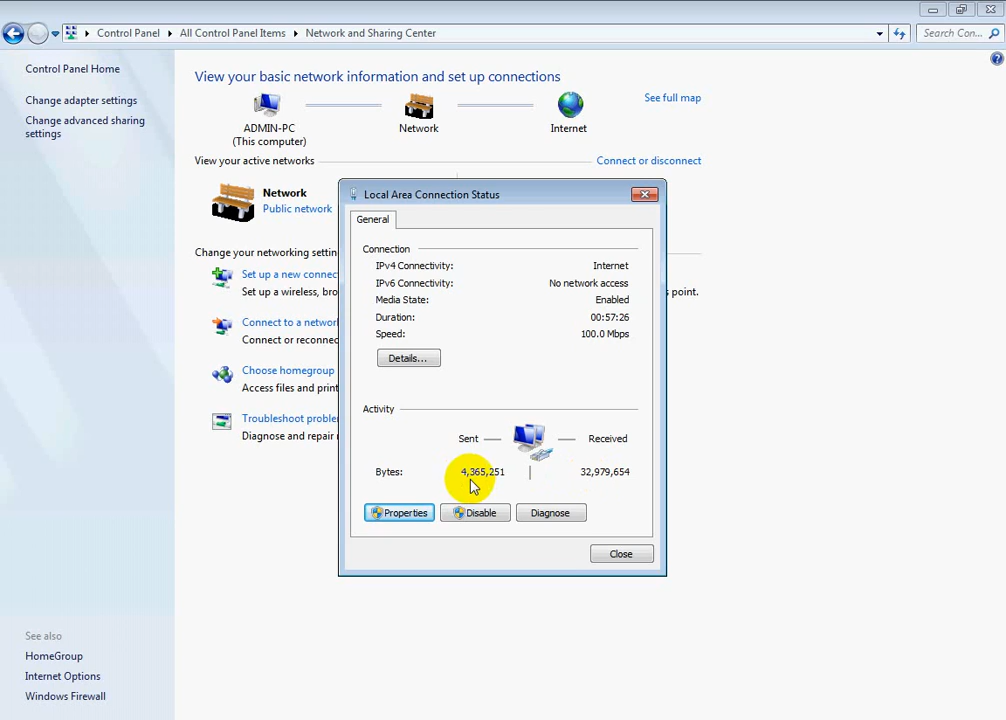 Control Panel All Control Panel Items Network and Sharing Center
Search Con...
Control Panel Home
Change adapter settings
Change advanced sharing
settings
View your basic network information and set up connections
See full map
ADMIN-PC
(This computer)
Network
Internet
View your active networks
Connect or disconnect
Network
Public network
Change your networking settin
Set up a new connec
Set up a wireless, bro
point.
Connect to a network
Connect or reconnec
Choose homegroup
Access files and print
Troubleshoot proble
Diagnose and repair
Local Area Connection Status
General
Connection
IPv4 Connectivity: Internet
IPv6 Connectivity: No network access
Media State: Enabled
Duration: 00:57:26
Speed: 100.0 Mbps
Details...
Activity
Sent Received
Bytes: 4,365,251 32,979,654
Properties Disable Diagnose
Close
See also
HomeGroup
Internet Options
Windows Firewall